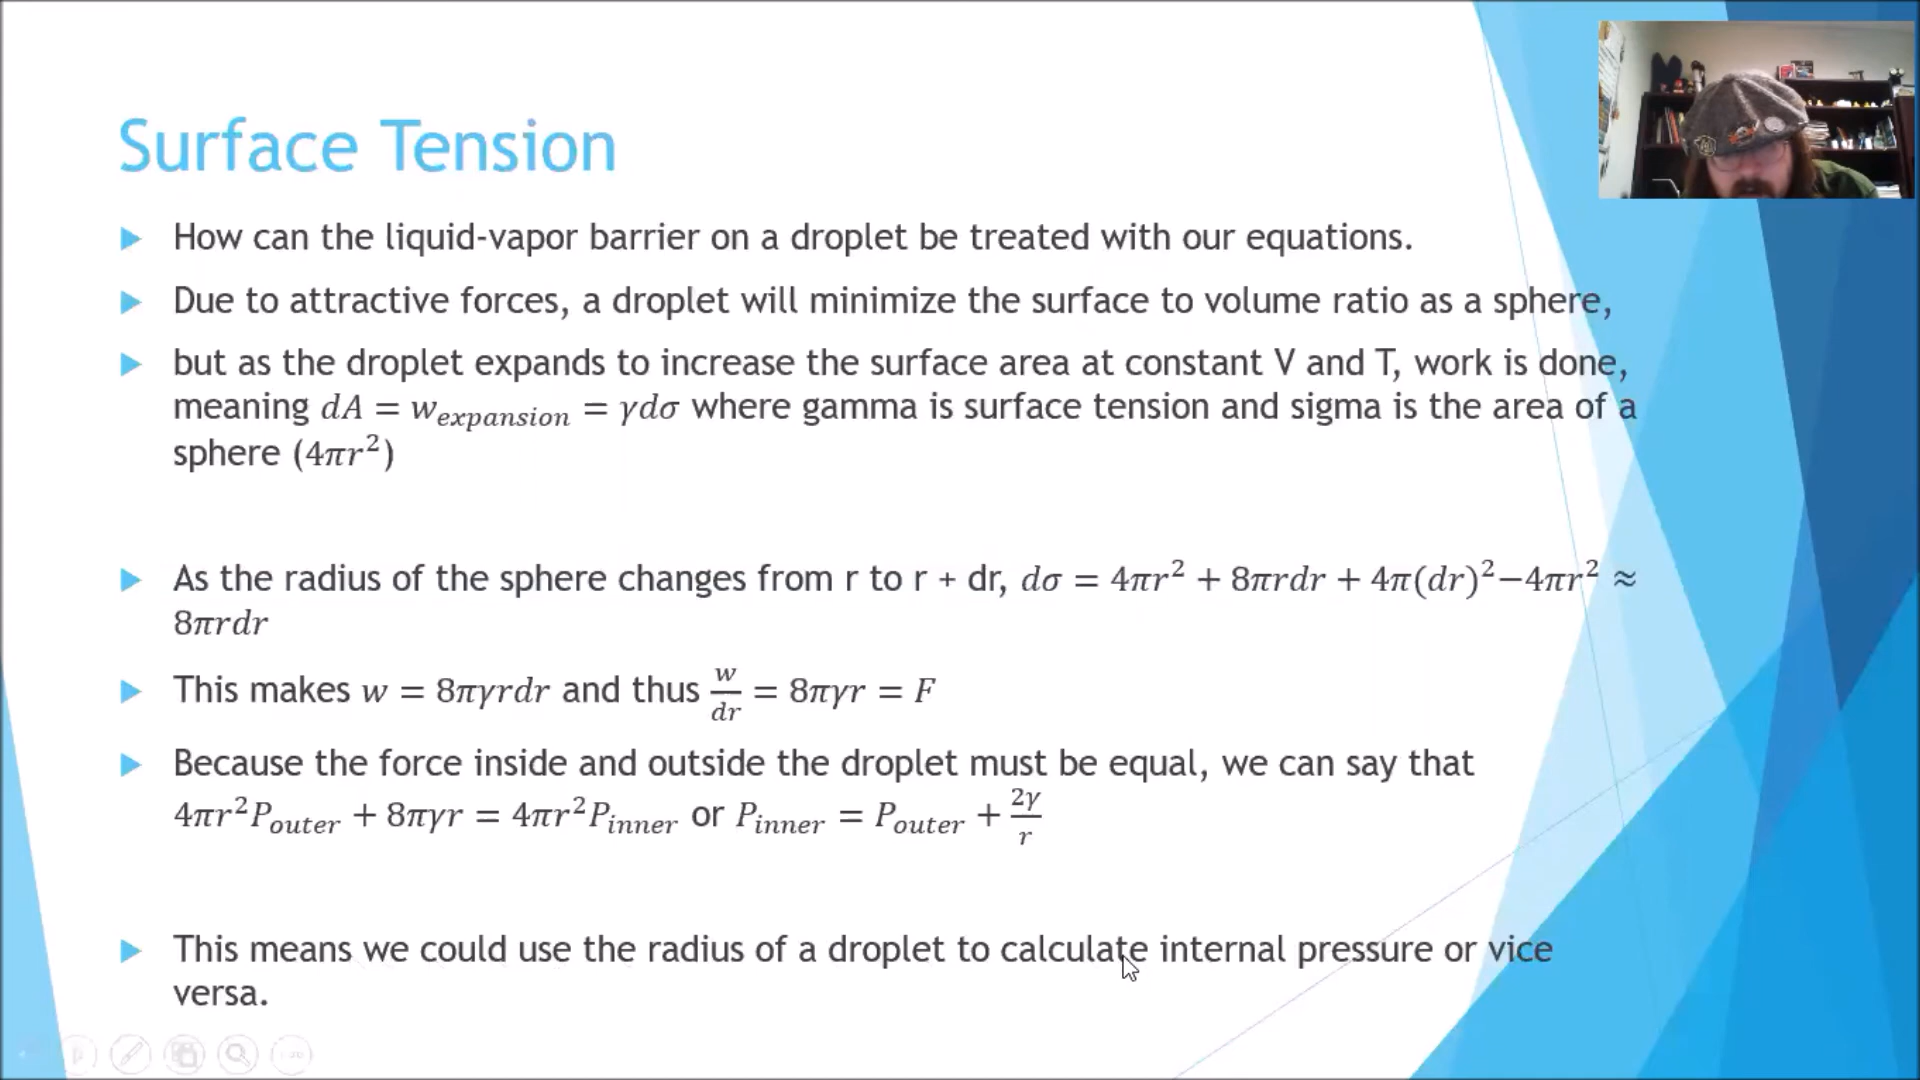 Surface Tension
How can the liquid-vapor barrier on a droplet be treated with our equations.
Due to attractive forces, a droplet will minimize the surface to volume ratio as a sphere,
but as the droplet expands to increase the surface area at constant V and T, work is done,
meaning dA = w_expansion = γdσ where gamma is surface tension and sigma is the area of a
sphere (4πr²)
As the radius of the sphere changes from r to r + dr, dσ = 4πr² + 8πrdr + 4π(dr)²−4πr² ≈
8πrdr
This makes w = 8πγrdr and thus w/dr = 8πγr = F
Because the force inside and outside the droplet must be equal, we can say that
4πr²P_outer + 8πγr = 4πr²P_inner or P_inner = P_outer + 2γ/r
This means we could use the radius of a droplet to calculate internal pressure or vice
versa.